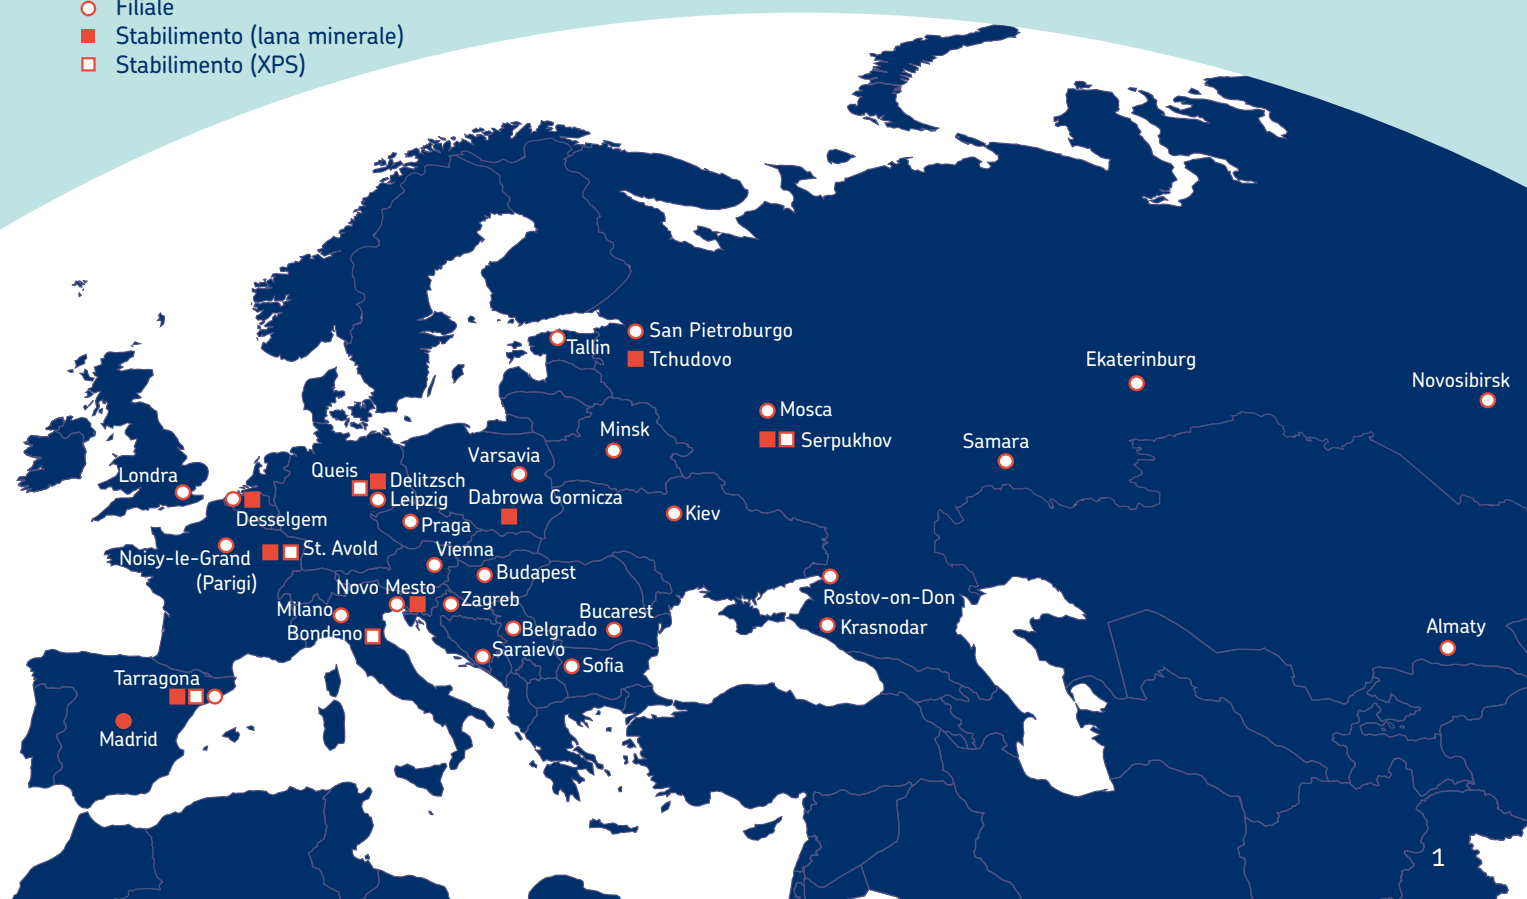 Filiale
Stabilimento (lana minerale)
Stabilimento (XPS)
San Pietroburgo
Tallin
Tchudovo
Ekaterinburg
Novosibirsk
Mosca
Minsk
Serpukhov
Samara
Varsavia
Queis
Londra
Delitzsch
Leipzig
Dabrowa Gornicza
Kiev
Desselgem
Praga
St. Avold
Vienna
Noisy-le-Grand
(Parigi)
Budapest
Novo Mesto
Rostov-on-Don
Zagreb
Milano
Bucarest
Krasnodar
Almaty
Bondeno
Belgrado
Saraievo
Sofia
Tarragona
Madrid
1